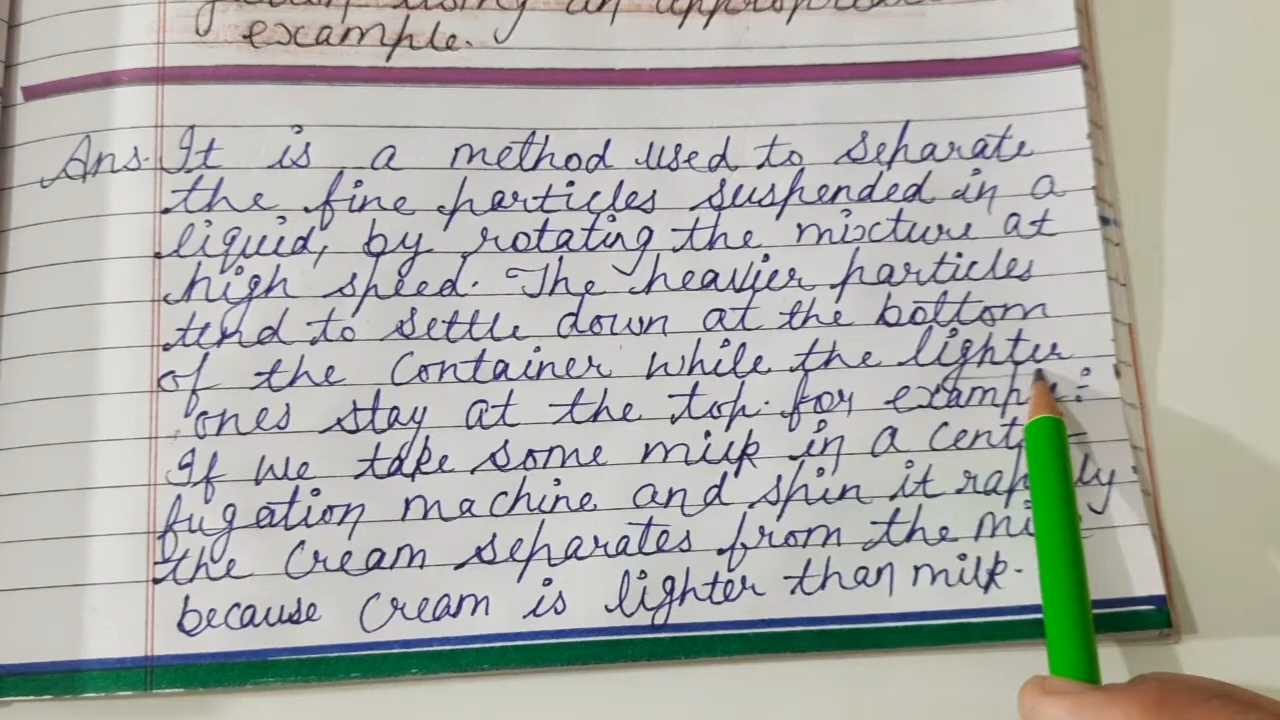 using an appropriate
example.
Ans. It is a method used to separate
the fine particles suspended in a
liquid, by rotating the mixture at
high speed. The heavier particles
tend to settle down at the bottom
of the container while the lighter
ones stay at the top. for example:
If we take some milk in a
fugation machine and spin it
the cream separates from the
because cream is lighter than milk.